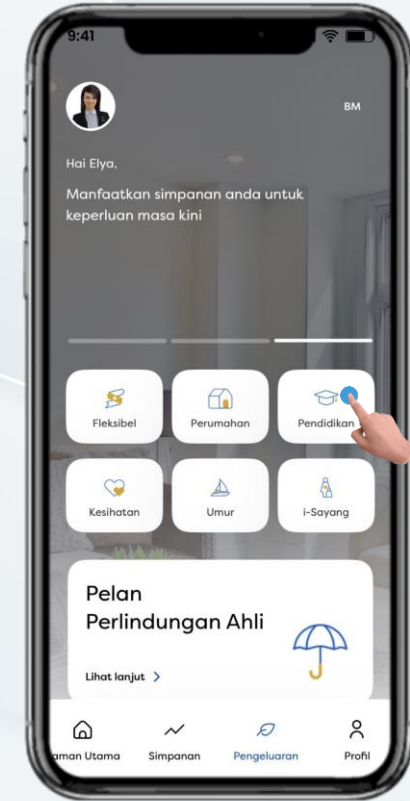 9:41
BM
Hai Elya,
Manfaatkan simpanan anda untuk
keperluan masa kini
Fleksibel Perumahan Pendidikan
Kesihatan Umur i-Sayang
Pelan
Perlindungan Ahli
Lihat lanjut >
aman Utama Simpanan Pengeluaran Profil